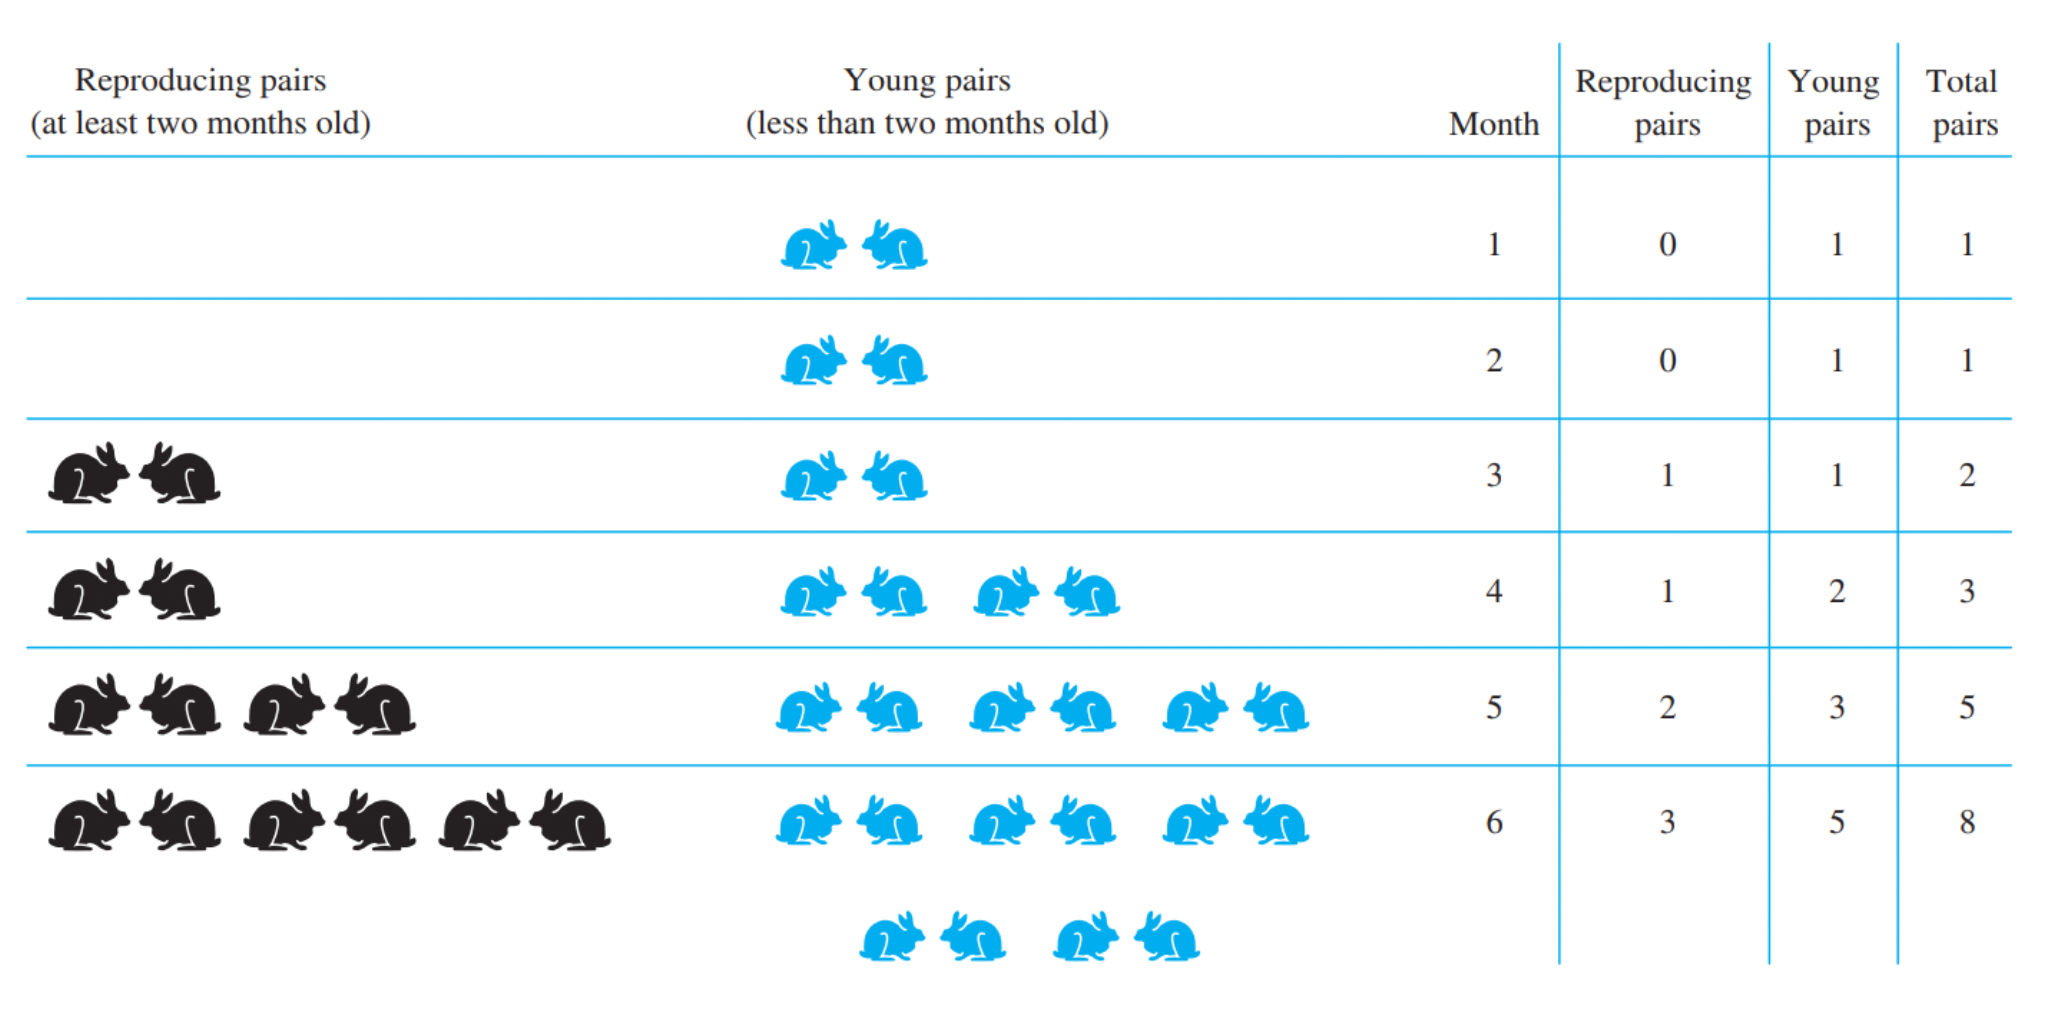 Reproducing pairs
(at least two months old)
Young pairs
(less than two months old)
Month
Reproducing
pairs
Young
pairs
Total
pairs
1 0 1 1
2 0 1 1
3 1 1 2
4 1 2 3
5 2 3 5
6 3 5 8